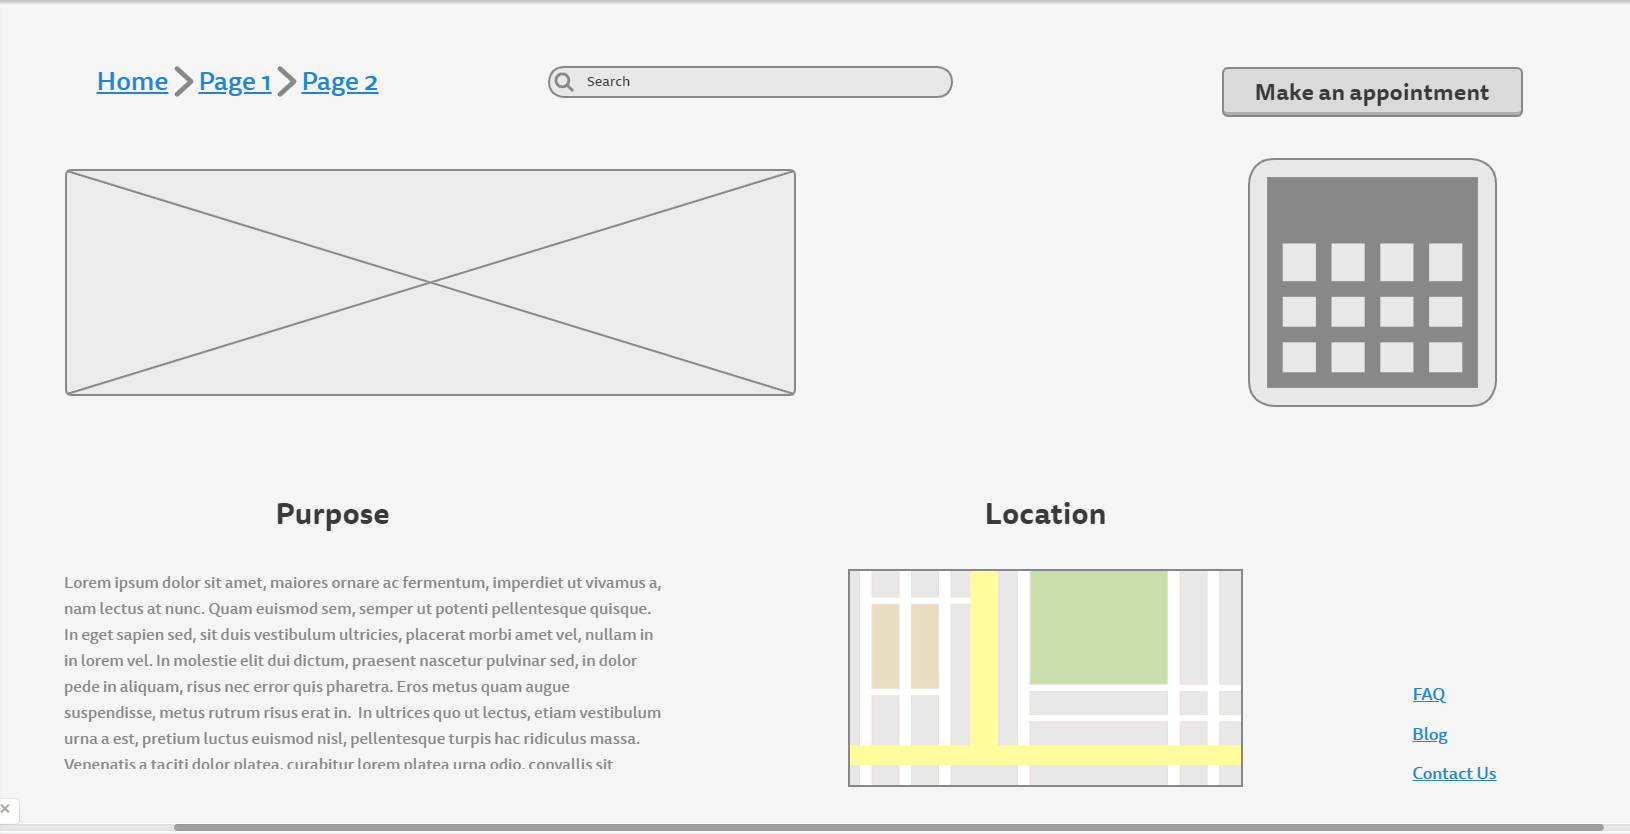 Home Page 1 Page 2
Search
Make an appointment
Purpose
Location
Lorem ipsum dolor sit amet, maiores ornare ac fermentum, imperdiet ut vivamus a,
nam lectus at nunc. Quam euismod sem, semper ut potenti pellentesque quisque.
In eget sapien sed, sit duis vestibulum ultricies, placerat morbi amet vel, nullam in
in lorem vel. In molestie elit dui dictum, praesent nascetur pulvinar sed, in dolor
pede in aliquam, risus nec error quis pharetra. Eros metus quam augue
suspendisse, metus rutrum risus erat in.  In ultrices quo ut lectus, etiam vestibulum
urna a est, pretium luctus euismod nisl, pellentesque turpis hac ridiculus massa.
Venenatis a taciti dolor platea, curabitur lorem platea urna odio, convallis sit
FAQ
Blog
Contact Us